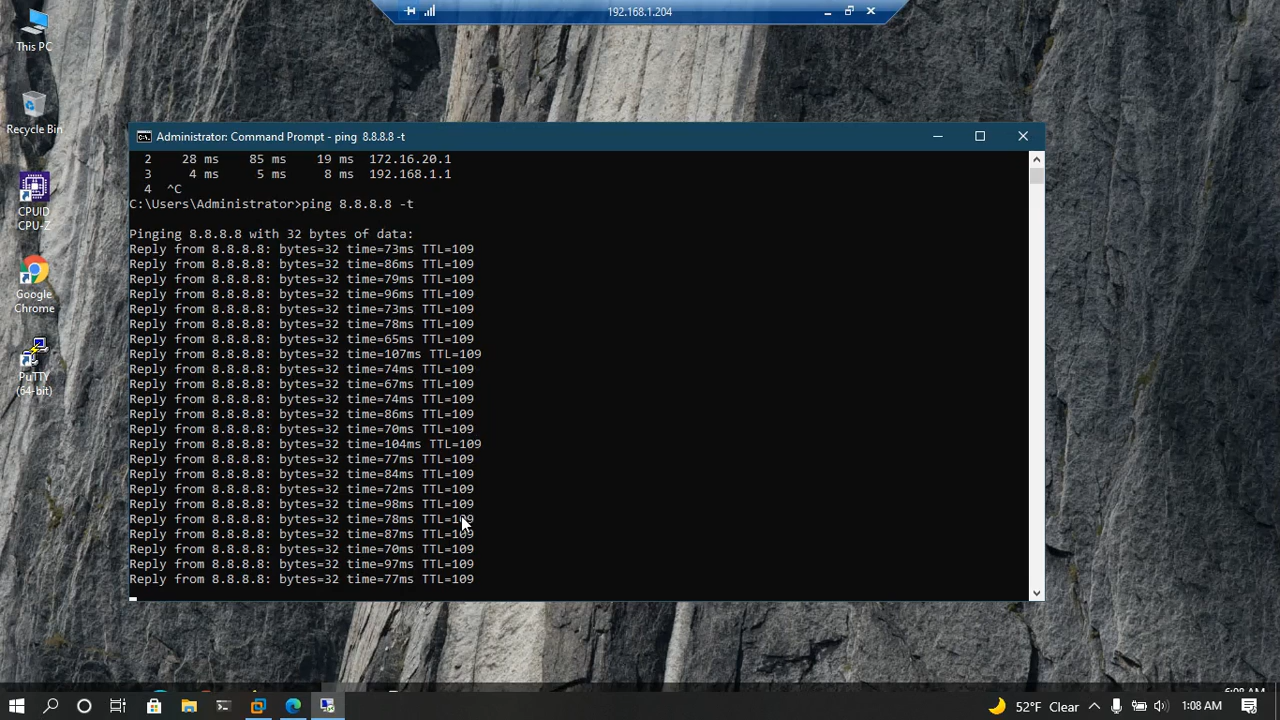 192.168.1.204
This PC
Recycle Bin
CPUID
CPU-Z
Google
Chrome
PuTTY
(64-bit)
Administrator: Command Prompt - ping 8.8.8.8 -t
2 28 ms 85 ms 19 ms 172.16.20.1
3 4 ms 5 ms 8 ms 192.168.1.1
4 ^C
C:\Users\Administrator>ping 8.8.8.8 -t
Pinging 8.8.8.8 with 32 bytes of data:
Reply from 8.8.8.8: bytes=32 time=73ms TTL=109
Reply from 8.8.8.8: bytes=32 time=86ms TTL=109
Reply from 8.8.8.8: bytes=32 time=79ms TTL=109
Reply from 8.8.8.8: bytes=32 time=96ms TTL=109
Reply from 8.8.8.8: bytes=32 time=73ms TTL=109
Reply from 8.8.8.8: bytes=32 time=78ms TTL=109
Reply from 8.8.8.8: bytes=32 time=65ms TTL=109
Reply from 8.8.8.8: bytes=32 time=107ms TTL=109
Reply from 8.8.8.8: bytes=32 time=74ms TTL=109
Reply from 8.8.8.8: bytes=32 time=67ms TTL=109
Reply from 8.8.8.8: bytes=32 time=74ms TTL=109
Reply from 8.8.8.8: bytes=32 time=86ms TTL=109
Reply from 8.8.8.8: bytes=32 time=70ms TTL=109
Reply from 8.8.8.8: bytes=32 time=104ms TTL=109
Reply from 8.8.8.8: bytes=32 time=77ms TTL=109
Reply from 8.8.8.8: bytes=32 time=84ms TTL=109
Reply from 8.8.8.8: bytes=32 time=72ms TTL=109
Reply from 8.8.8.8: bytes=32 time=98ms TTL=109
Reply from 8.8.8.8: bytes=32 time=78ms TTL=109
Reply from 8.8.8.8: bytes=32 time=87ms TTL=109
Reply from 8.8.8.8: bytes=32 time=70ms TTL=109
Reply from 8.8.8.8: bytes=32 time=97ms TTL=109
Reply from 8.8.8.8: bytes=32 time=77ms TTL=109
52°F Clear
1:08 AM